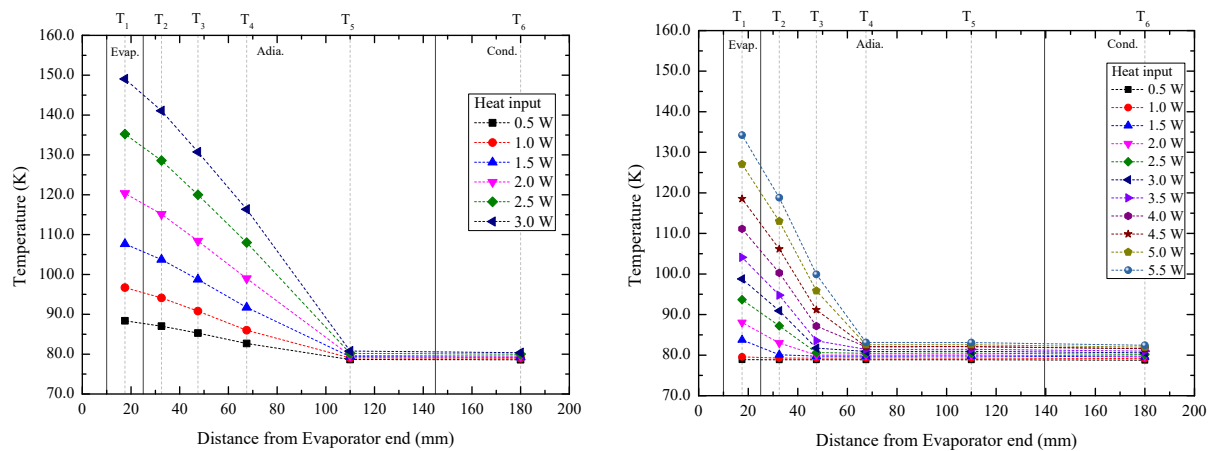 T1 T2 T3 T4 T5 T6
160.0
150.0
140.0
130.0
120.0
110.0
100.0
90.0
80.0
70.0
Temperature (K)
Evap. Adia. Cond.
Heat input
0.5 W
1.0 W
1.5 W
2.0 W
2.5 W
3.0 W
0 20 40 60 80 100 120 140 160 180 200
Distance from Evaporator end (mm)
T1 T2 T3 T4 T5 T6
160.0
150.0
140.0
130.0
120.0
110.0
100.0
90.0
80.0
70.0
Temperature (K)
Evap. Adia. Cond.
Heat input
0.5 W
1.0 W
1.5 W
2.0 W
2.5 W
3.0 W
3.5 W
4.0 W
4.5 W
5.0 W
5.5 W
0 20 40 60 80 100 120 140 160 180 200
Distance from Evaporator end (mm)